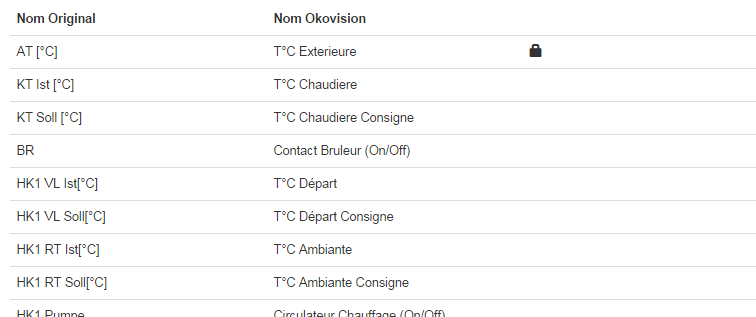 Nom Original Nom Okovision
AT [°C] T°C Exterieure
KT Ist [°C] T°C Chaudiere
KT Soll [°C] T°C Chaudiere Consigne
BR Contact Bruleur (On/Off)
HK1 VL Ist[°C] T°C Départ
HK1 VL Soll[°C] T°C Départ Consigne
HK1 RT Ist[°C] T°C Ambiante
HK1 RT Soll[°C] T°C Ambiante Consigne
HK1 Pumpe Circulateur Chauffage (On/Off)